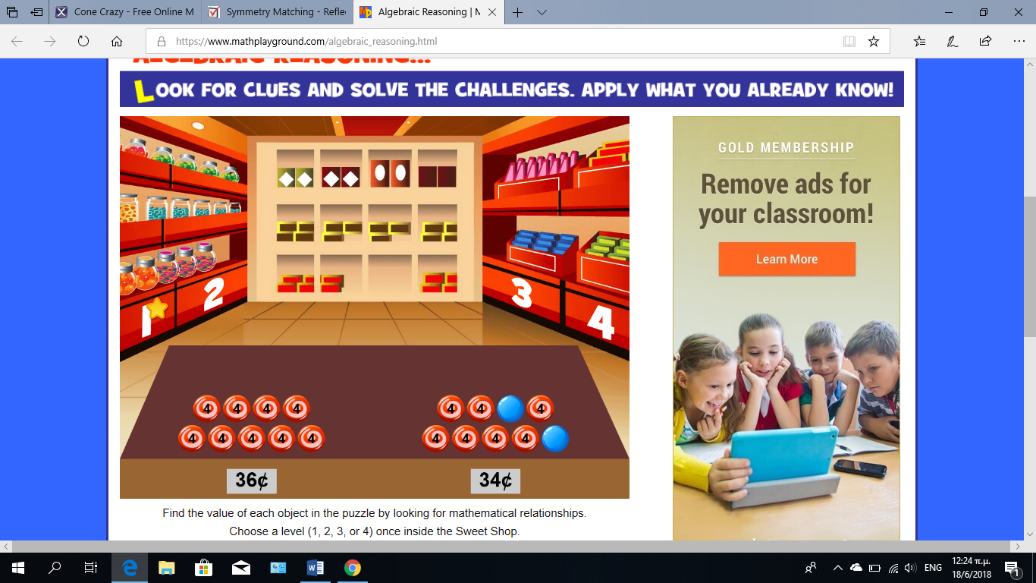 Cone Crazy - Free Online M
Symmetry Matching - Refle
Algebraic Reasoning | M
https://www.mathplayground.com/algebraic_reasoning.html
ALGEBRAIC REASONING...
LOOK FOR CLUES AND SOLVE THE CHALLENGES. APPLY WHAT YOU ALREADY KNOW!
1 2 3 4
4 4 4 4
4 4 4 4 4
36¢
4 4 4
4 4 4 4
34¢
Find the value of each object in the puzzle by looking for mathematical relationships.
Choose a level (1, 2, 3, or 4) once inside the Sweet Shop.
GOLD MEMBERSHIP
Remove ads for
your classroom!
Learn More
ENG
12:24 π.μ.
18/6/2018
1